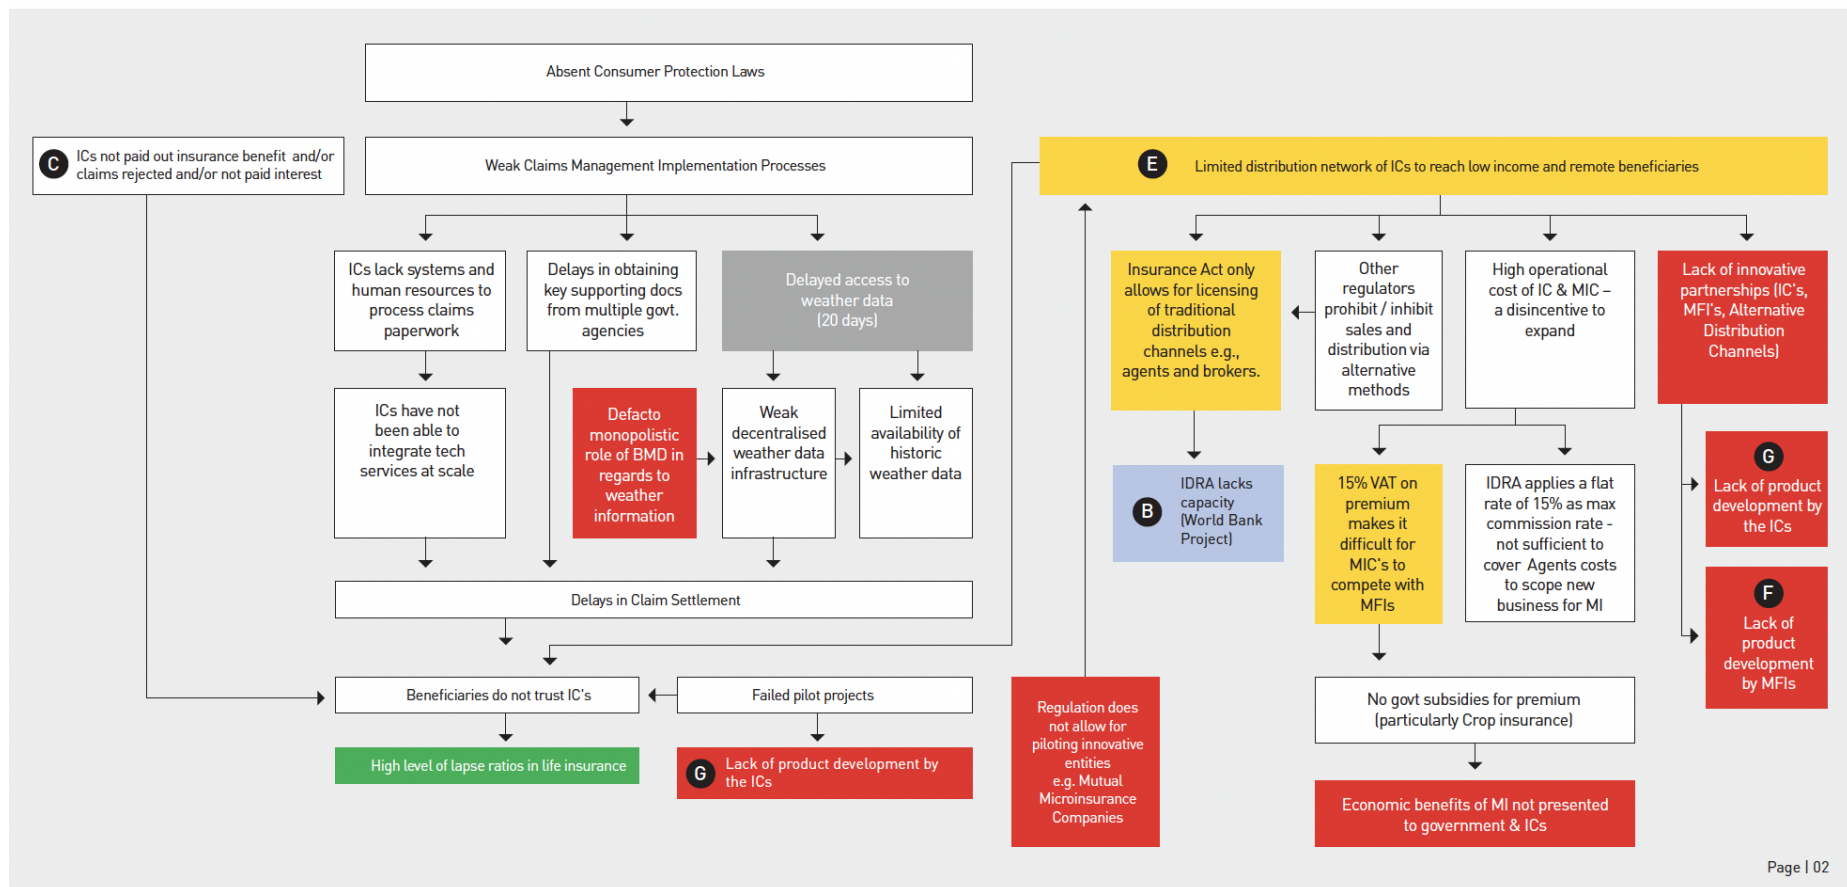 Absent Consumer Protection Laws
C
ICs not paid out insurance benefit and/or
claims rejected and/or not paid interest
Weak Claims Management Implementation Processes
E
Limited distribution network of ICs to reach low income and remote beneficiaries
ICs lack systems and
human resources to
process claims
paperwork
Delays in obtaining
key supporting docs
from multiple govt.
agencies
Delayed access to
weather data
(20 days)
Insurance Act only
allows for licensing
of traditional
distribution
channels e.g.,
agents and brokers.
Other
regulators
prohibit / inhibit
sales and
distribution via
alternative
methods
High operational
cost of IC & MIC –
a disincentive to
expand
Lack of innovative
partnerships (IC's,
MFI's, Alternative
Distribution
Channels)
ICs have not
been able to
integrate tech
services at scale
Defacto
monopolistic
role of BMD in
regards to
weather
information
Weak
decentralised
weather data
infrastructure
Limited
availability of
historic
weather data
B
IDRA lacks
capacity
(World Bank
Project)
15% VAT on
premium
makes it
difficult for
MIC's to
compete with
MFIs
IDRA applies a flat
rate of 15% as max
commission rate -
not sufficient to
cover Agents costs
to scope new
business for MI
G
Lack of product
development by
the ICs
F
Lack of
product
development
by MFIs
Delays in Claim Settlement
Beneficiaries do not trust IC's
Failed pilot projects
High level of lapse ratios in life insurance
G
Lack of product development by
the ICs
Regulation does
not allow for
piloting innovative
entities
e.g. Mutual
Microinsurance
Companies
No govt subsidies for premium
(particularly Crop insurance)
Economic benefits of MI not presented
to government & ICs
Page | 02